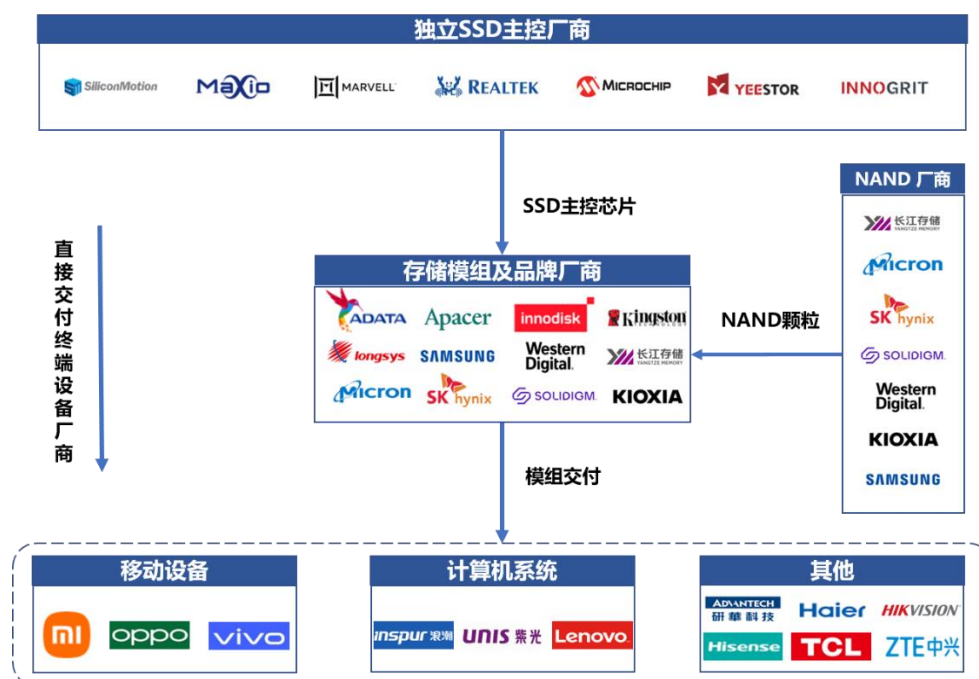 独立SSD主控厂商
SiliconMotion
MAXIO
MARVELL
REALTEK
MICROCHIP
YEESTOR
INNOGRIT
SSD主控芯片
直接交付终端设备厂商
NAND 厂商
长江存储
YANGTZE MEMORY
Micron
SK hynix
SOLIDIGM
Western
Digital
KIOXIA
SAMSUNG
NAND颗粒
存储模组及品牌厂商
ADATA
Apacer
innodisk
Kingston
TECHNOLOGY
longsys
SAMSUNG
Western
Digital
长江存储
YANGTZE MEMORY
Micron
SK hynix
SOLIDIGM
KIOXIA
模组交付
移动设备
mi
oppo
vivo
计算机系统
inspur 浪潮
UNIS 紫光
Lenovo
其他
ADVANTECH
研華科技
Haier
HIKVISION
Hisense
TCL
ZTE中兴